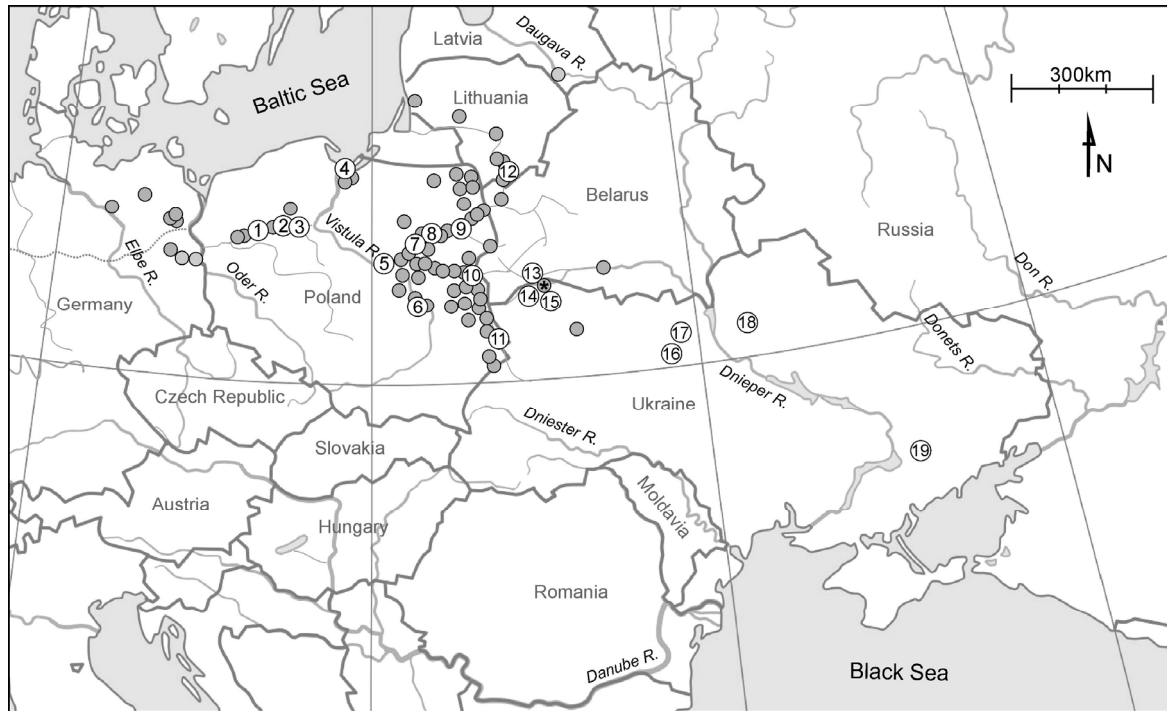 Latvia
Daugava R.
300km
Baltic Sea
Lithuania
N
4
12
Belarus
Russia
1
2
3
Vistula R.
8
9
7
Elbe R.
Oder R.
5
10
13
*
Don R.
Germany
Poland
6
14
15
18
17
Donets R.
11
16
Czech Republic
Dnieper R.
Ukraine
Dniester R.
Slovakia
19
Austria
Hungary
Moldavia
Romania
Danube R.
Black Sea